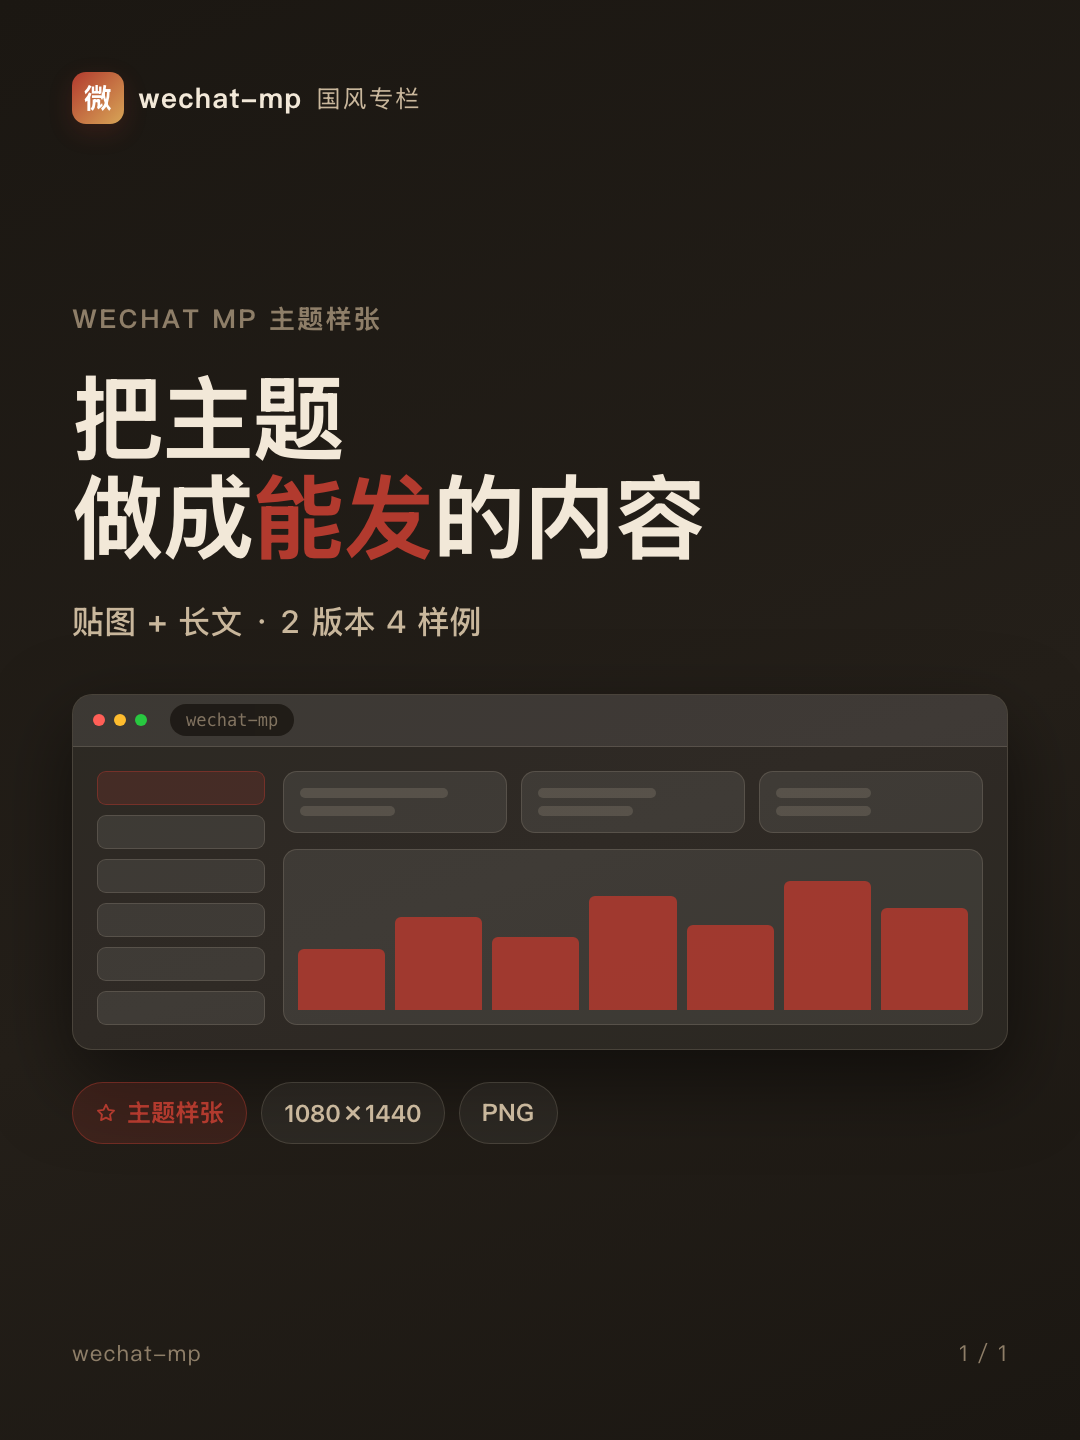 微 wechat-mp 国风专栏
WECHAT MP 主题样张
把主题
做成能发的内容
贴图 + 长文 · 2 版本 4 样例
wechat-mp
主题样张 1080×1440 PNG
wechat-mp 1 / 1